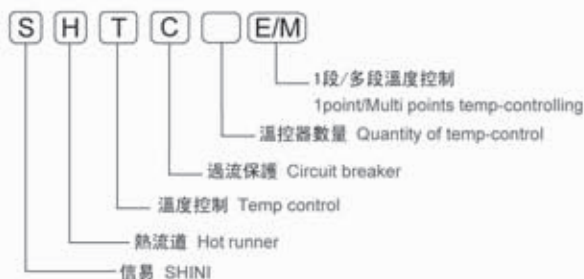 S H T C E/M
1段/多段溫度控制
1point/Multi points temp-controlling
溫控器數量 Quantity of temp-control
過流保護 Circuit breaker
溫度控制 Temp control
熱流道 Hot runner
信易 SHINI